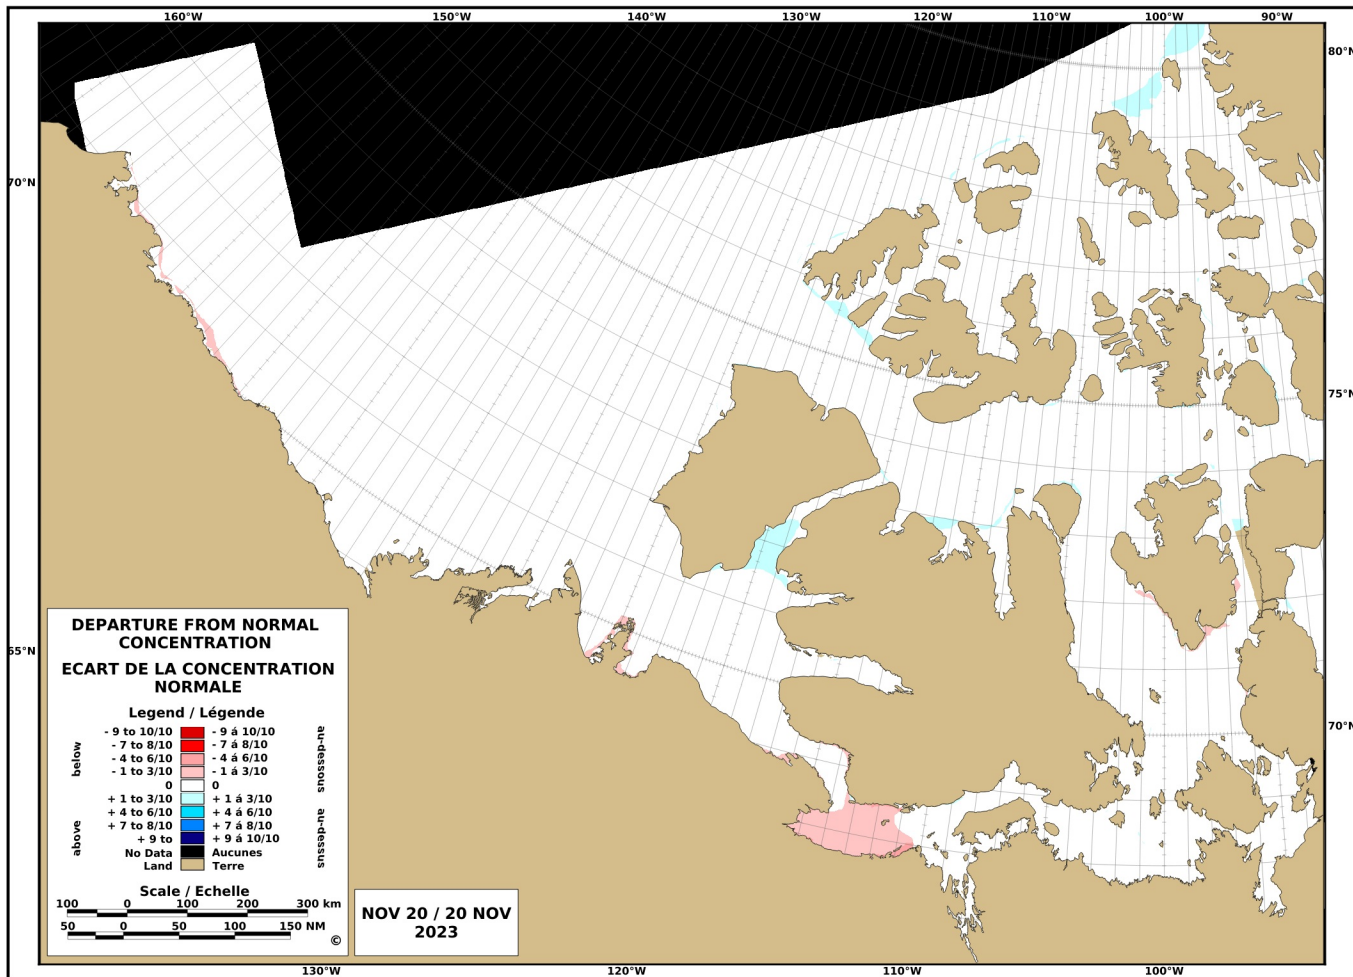 160°W 150°W 140°W 130°W 120°W 110°W 100°W 90°W
80°N
70°N
75°N
65°N
70°N
DEPARTURE FROM NORMAL
CONCENTRATION
ECART DE LA CONCENTRATION
NORMALE
Legend / Légende
below
au-dessous
- 9 to 10/10 - 9 á 10/10
- 7 to 8/10 - 7 á 8/10
- 4 to 6/10 - 4 á 6/10
- 1 to 3/10 - 1 á 3/10
0 0
+ 1 to 3/10 + 1 á 3/10
+ 4 to 6/10 + 4 á 6/10
+ 7 to 8/10 + 7 á 8/10
+ 9 to + 9 á 10/10
above
au-dessus
No Data Aucunes
Land Terre
Scale / Echelle
100 0 100 200 300 km
50 0 50 100 150 NM
©
NOV 20 / 20 NOV
2023
130°W 120°W 110°W 100°W